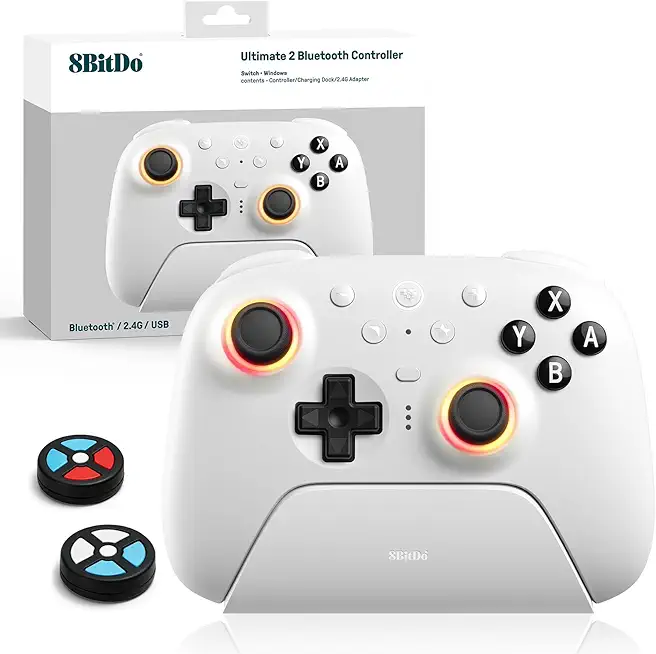 8BitDo
Ultimate 2 Bluetooth Controller
Switch • Windows
contents - Controller/Charging Dock/2.4G Adapter
X
Y A
B
Bluetooth® / 2.4G / USB
X
Y A
B
8BitDo